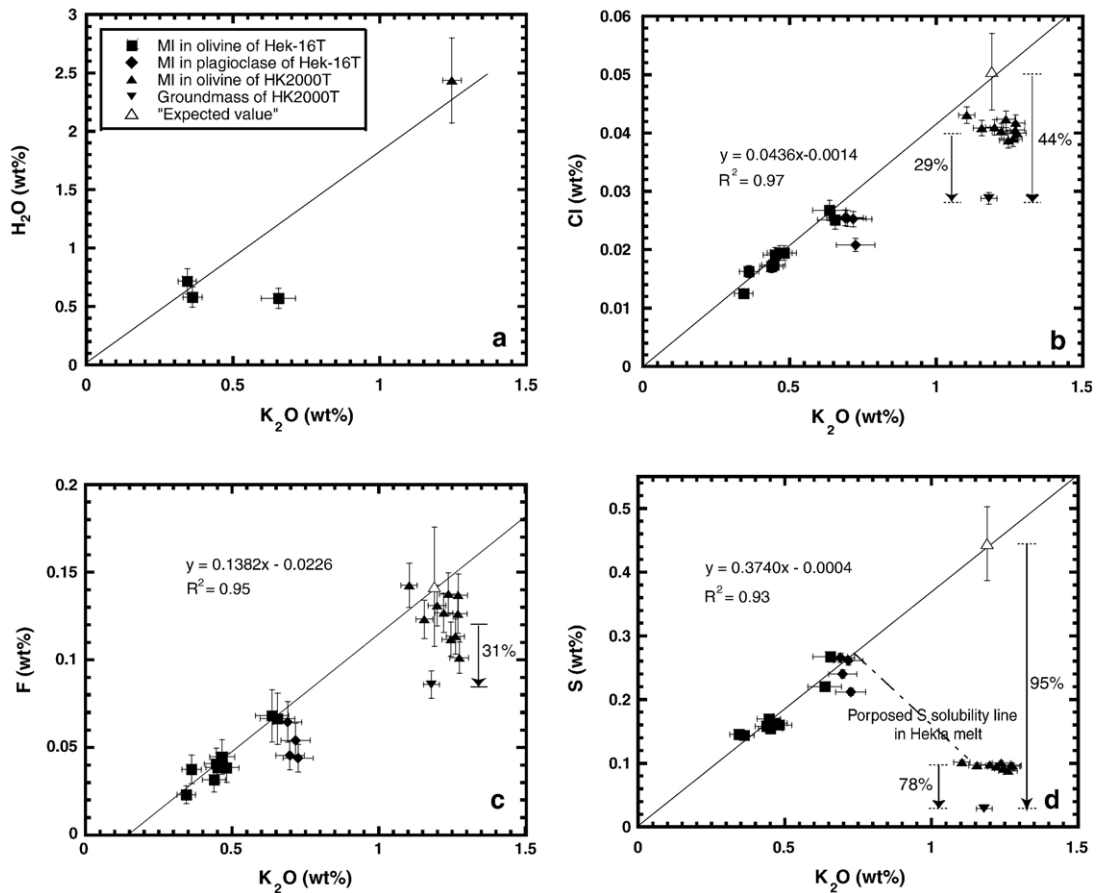 3
2.5
2
1.5
1
0.5
0
0
0.5
1
1.5
H₂O (wt%)
K₂O (wt%)
MI in olivine of Hek-16T
MI in plagioclase of Hek-16T
MI in olivine of HK2000T
Groundmass of HK2000T
"Expected value"
a
0.06
0.05
0.04
0.03
0.02
0.01
0
0
0.5
1
1.5
Cl (wt%)
K₂O (wt%)
y = 0.0436x-0.0014
R² = 0.97
29%
44%
b
0.2
0.15
0.1
0.05
0
0
0.5
1
1.5
F (wt%)
K₂O (wt%)
y = 0.1382x - 0.0226
R² = 0.95
31%
c
0.5
0.4
0.3
0.2
0.1
0
0
0.5
1
1.5
S (wt%)
K₂O (wt%)
y = 0.3740x -0.0004
R² = 0.93
Porposed S solubility line
in Hekla melt
78%
95%
d